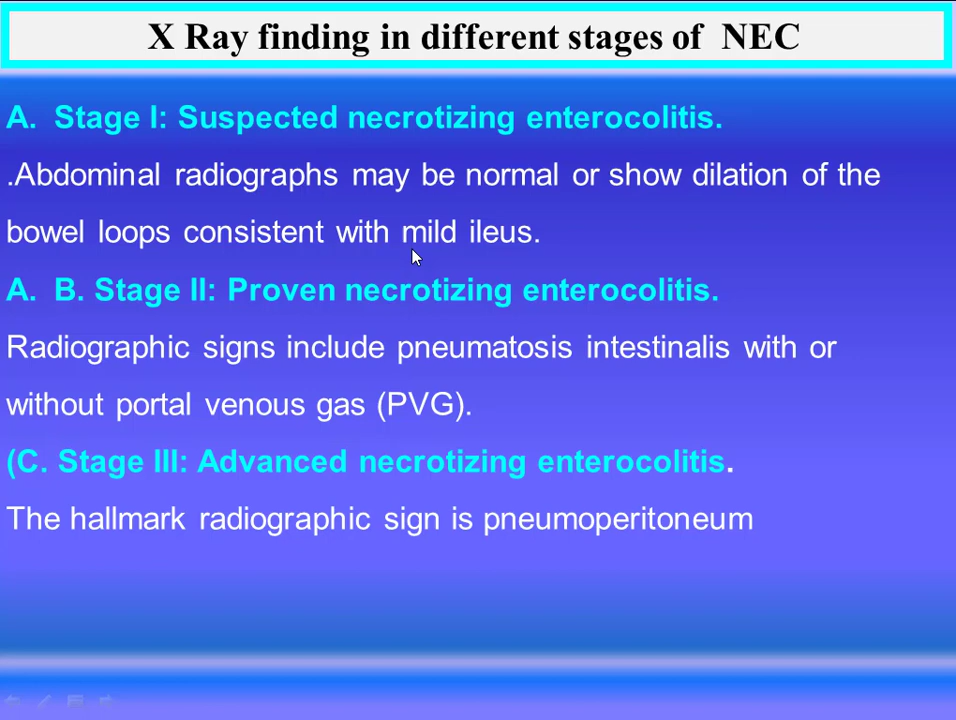 X Ray finding in different stages of NEC
A. Stage I: Suspected necrotizing enterocolitis.
.Abdominal radiographs may be normal or show dilation of the
bowel loops consistent with mild ileus.
A. B. Stage II: Proven necrotizing enterocolitis.
Radiographic signs include pneumatosis intestinalis with or
without portal venous gas (PVG).
(C. Stage III: Advanced necrotizing enterocolitis.
The hallmark radiographic sign is pneumoperitoneum